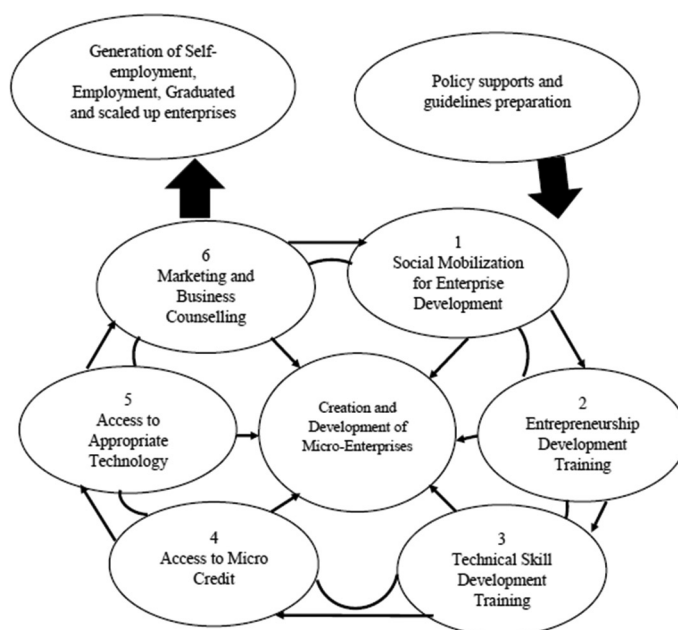 Generation of Self-
employment,
Employment, Graduated
and scaled up enterprises
Policy supports and
guidelines preparation
6
Marketing and
Business
Counselling
1
Social Mobilization
for Enterprise
Development
5
Access to
Appropriate
Technology
Creation and
Development of
Micro-Enterprises
2
Entrepreneurship
Development
Training
4
Access to Micro
Credit
3
Technical Skill
Development
Training